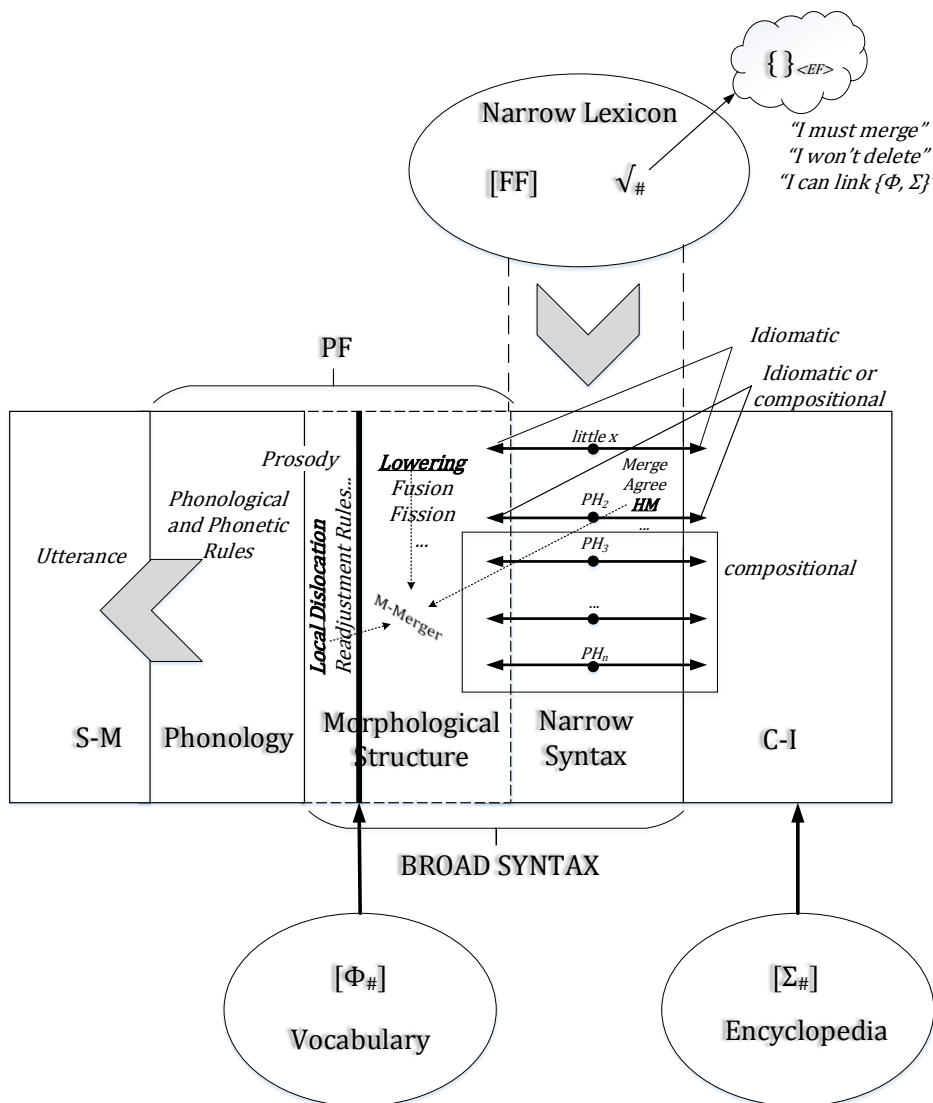 { }<EF>
Narrow Lexicon
[FF] √#
"I must merge"
"I won't delete"
"I can link {Φ, Σ}"
PF
Idiomatic
Idiomatic or
compositional
little x
Prosody
Lowering
Fusion
Fission
...
Merge
Agree
HM
...
PH2
PH3
...
PHn
Phonological
and Phonetic
Rules
Utterance
Local Dislocation
Readjustment Rules...
M-Merger
compositional
S-M
Phonology
Morphological
Structure
Narrow
Syntax
C-I
BROAD SYNTAX
[Φ#]
Vocabulary
[Σ#]
Encyclopedia